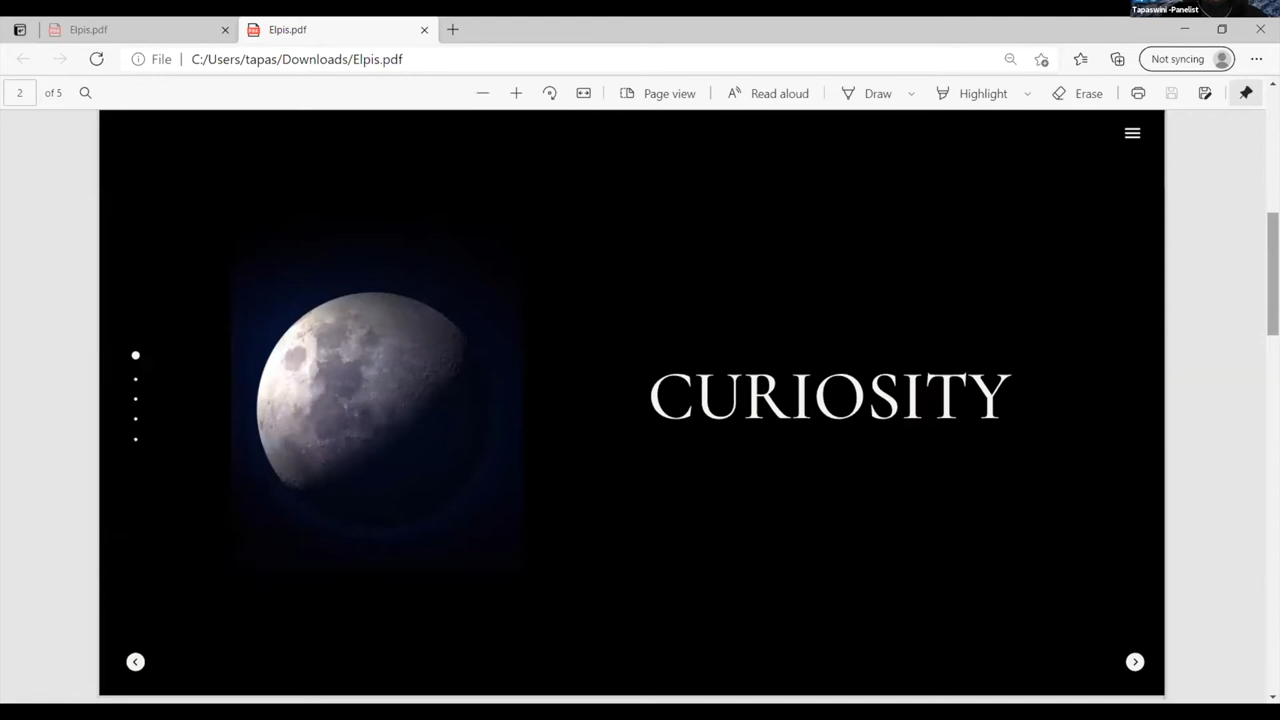 Tapaswini -Panelist
Elpis.pdf
Elpis.pdf
File
C:/Users/tapas/Downloads/Elpis.pdf
Not syncing
2 of 5
Page view
Read aloud
Draw
Highlight
Erase
CURIOSITY